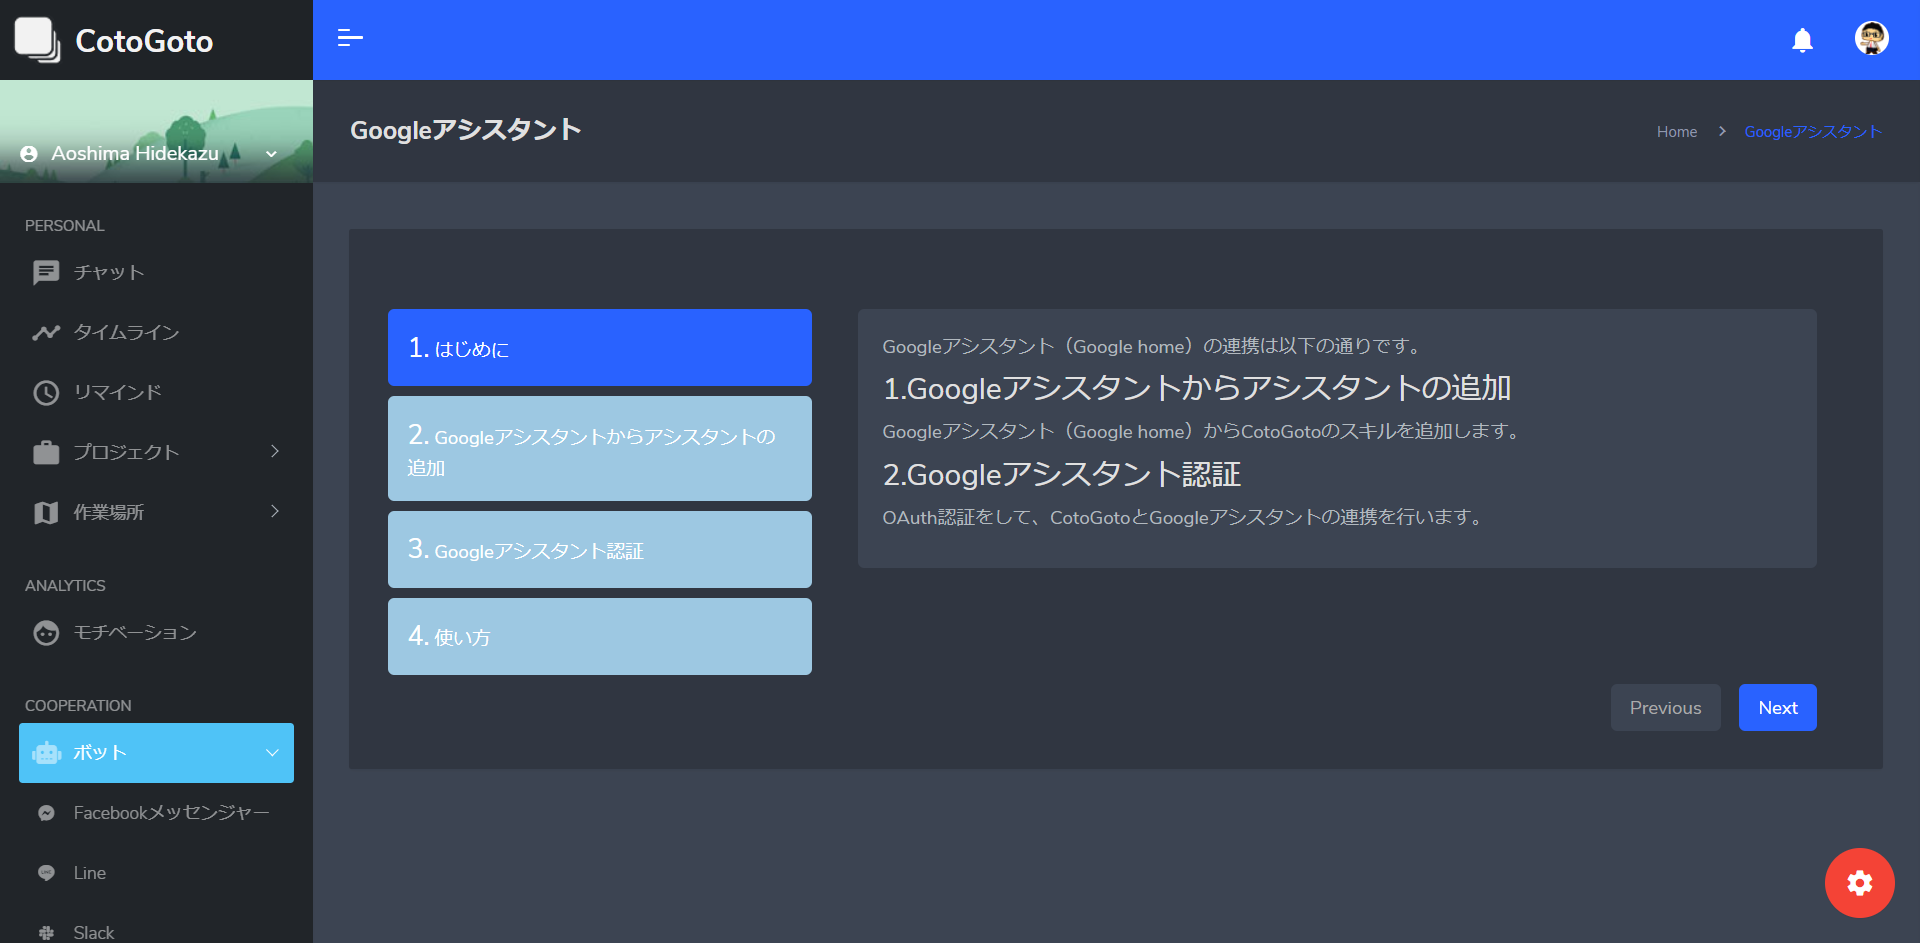 CotoGoto
Aoshima Hidekazu
PERSONAL
チャット
タイムライン
リマインド
プロジェクト
作業場所
ANALYTICS
モチベーション
COOPERATION
ボット
Facebookメッセンジャー
Line
Slack
Googleアシスタント
Home
Googleアシスタント
1. はじめに
2. Googleアシスタントからアシスタントの
追加
3. Googleアシスタント認証
4. 使い方
Googleアシスタント（Google home）の連携は以下の通りです。
1.Googleアシスタントからアシスタントの追加
Googleアシスタント（Google home）からCotoGotoのスキルを追加します。
2.Googleアシスタント認証
OAuth認証をして、CotoGotoとGoogleアシスタントの連携を行います。
Previous
Next